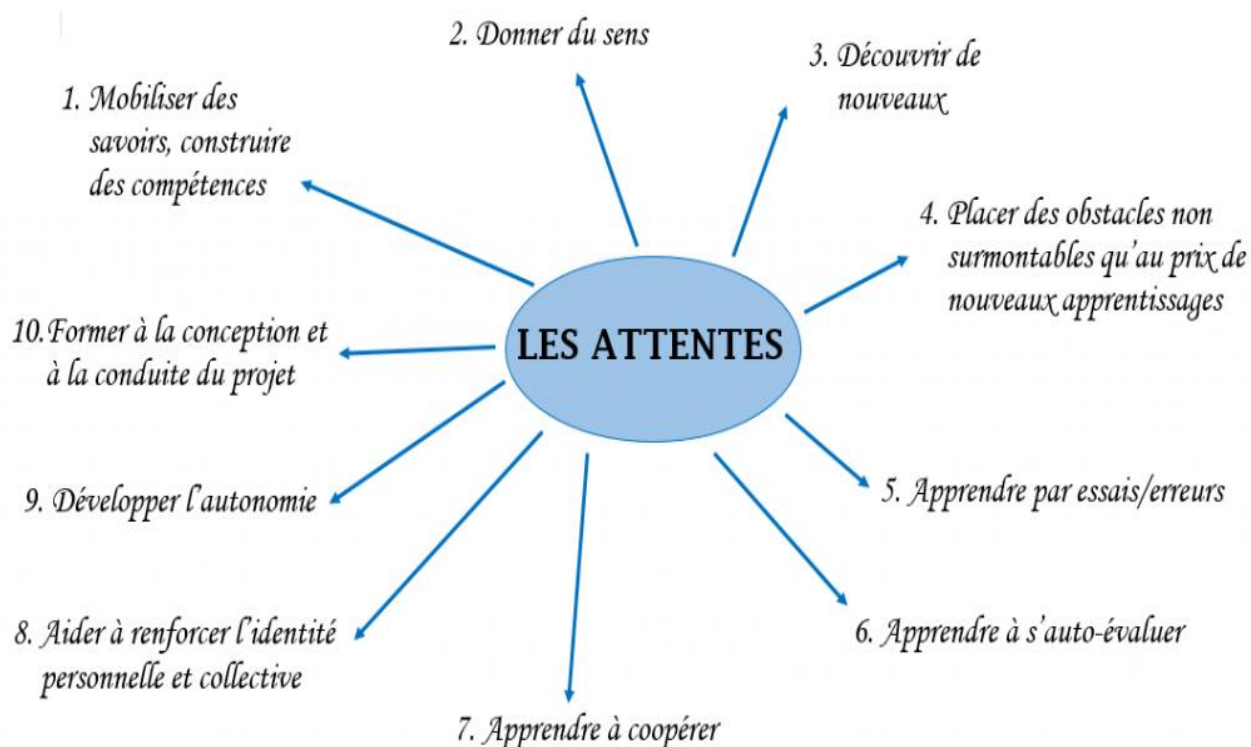 1. Mobiliser des
savoirs, construire
des compétences
2. Donner du sens
3. Découvrir de
nouveaux
4. Placer des obstacles non
surmontables qu'au prix de
nouveaux apprentissages
LES ATTENTES
5. Apprendre par essais/erreurs
6. Apprendre à s'auto-évaluer
7. Apprendre à coopérer
8. Aider à renforcer l'identité
personnelle et collective
9. Développer l'autonomie
10. Former à la conception et
à la conduite du projet